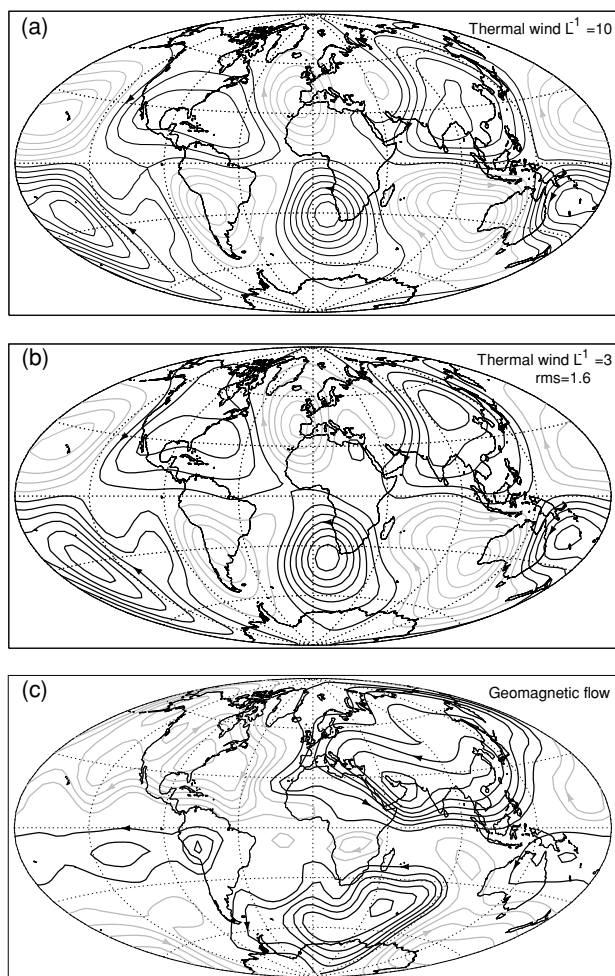 (a)
Thermal wind L⁻¹ =10
(b)
Thermal wind L⁻¹ =3
rms=1.6
(c)
Geomagnetic flow